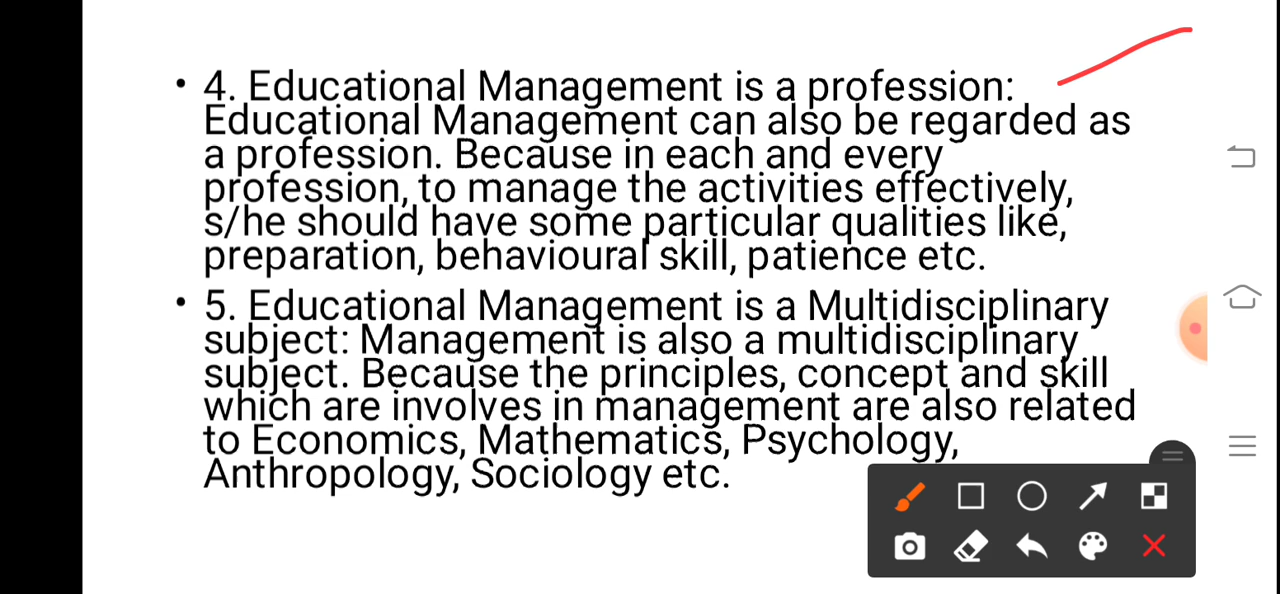 • 4. Educational Management is a profession:
Educational Management can also be regarded as
a profession. Because in each and every
profession, to manage the activities effectively,
s/he should have some particular qualities like,
preparation, behavioural skill, patience etc.
• 5. Educational Management is a Multidisciplinary
subject: Management is also a multidisciplinary
subject. Because the principles, concept and skill
which are involves in management are also related
to Economics, Mathematics, Psychology,
Anthropology, Sociology etc.